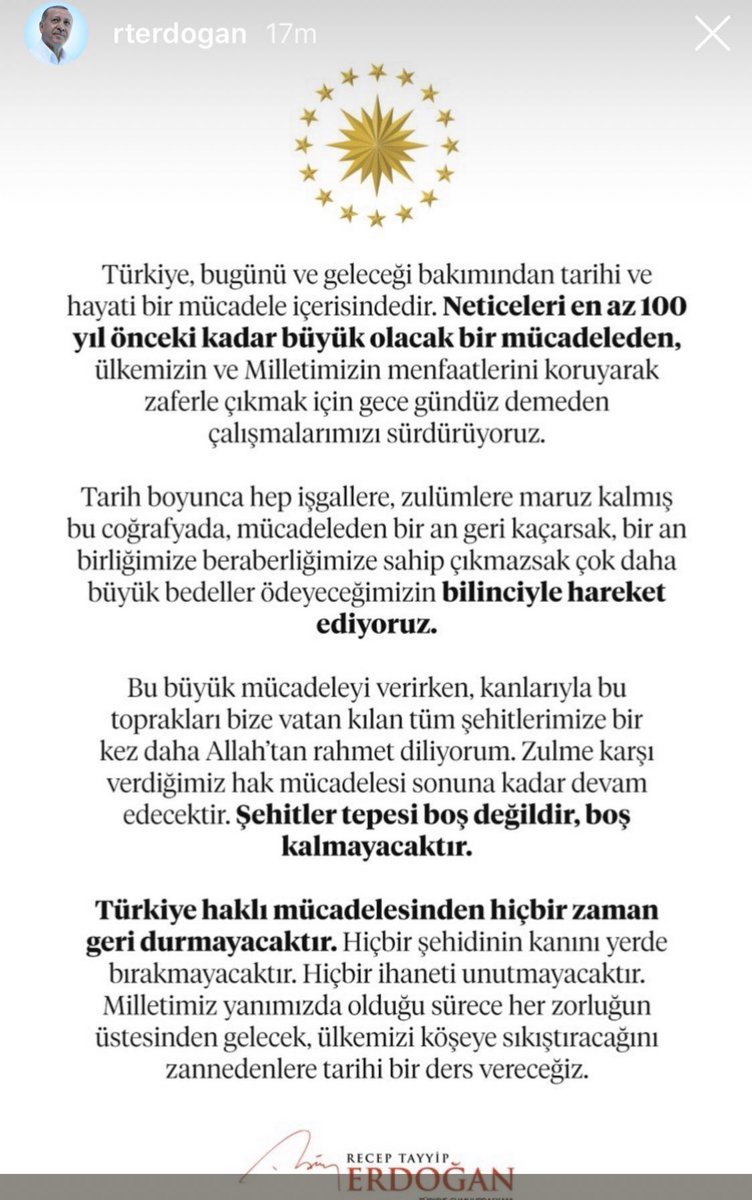 rterdogan 17m
Türkiye, bugünü ve geleceği bakımından tarihi ve
hayati bir mücadele içerisindedir. Neticeleri en az 100
yıl önceki kadar büyük olacak bir mücadeleden,
ülkemizin ve Milletimizin menfaatlerini koruyarak
zaferle çıkmak için gece gündüz demeden
çalışmalarımızı sürdürüyoruz.
Tarih boyunca hep işgallere, zulümlere maruz kalmış
bu coğrafyada, mücadeleden bir an geri kaçarsak, bir an
birliğimize beraberliğimize sahip çıkmazsak çok daha
büyük bedeller ödeyeceğimizin bilinciyle hareket
ediyoruz.
Bu büyük mücadeleyi verirken, kanlarıyla bu
toprakları bize vatan kılan tüm şehitlerimize bir
kez daha Allah'tan rahmet diliyorum. Zulme karşı
verdiğimiz hak mücadelesi sonuna kadar devam
edecektir. Şehitler tepesi boş değildir, boş
kalmayacaktır.
Türkiye haklı mücadelesinden hiçbir zaman
geri durmayacaktır. Hiçbir şehidinin kanını yerde
bırakmayacaktır. Hiçbir ihaneti unutmayacaktır.
Milletimiz yanımızda olduğu sürece her zorluğun
üstesinden gelecek, ülkemizi köşeye sıkıştıracağını
zannedenlere tarihi bir ders vereceğiz.
RECEP TAYYİP
ERDOĞAN